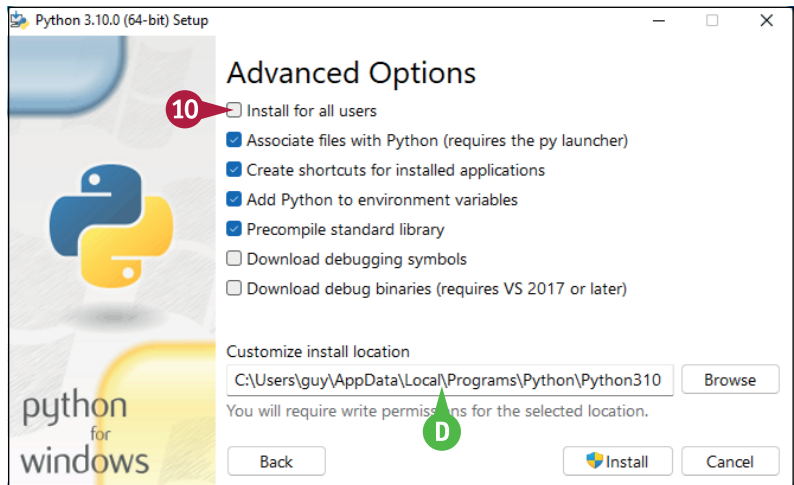 Python 3.10.0 (64-bit) Setup
Advanced Options
10
Install for all users
Associate files with Python (requires the py launcher)
Create shortcuts for installed applications
Add Python to environment variables
Precompile standard library
Download debugging symbols
Download debug binaries (requires VS 2017 or later)
Customize install location
C:\Users\guy\AppData\Local\Programs\Python\Python310
Browse
You will require write permissions for the selected location.
D
python
for
windows
Back
Install
Cancel